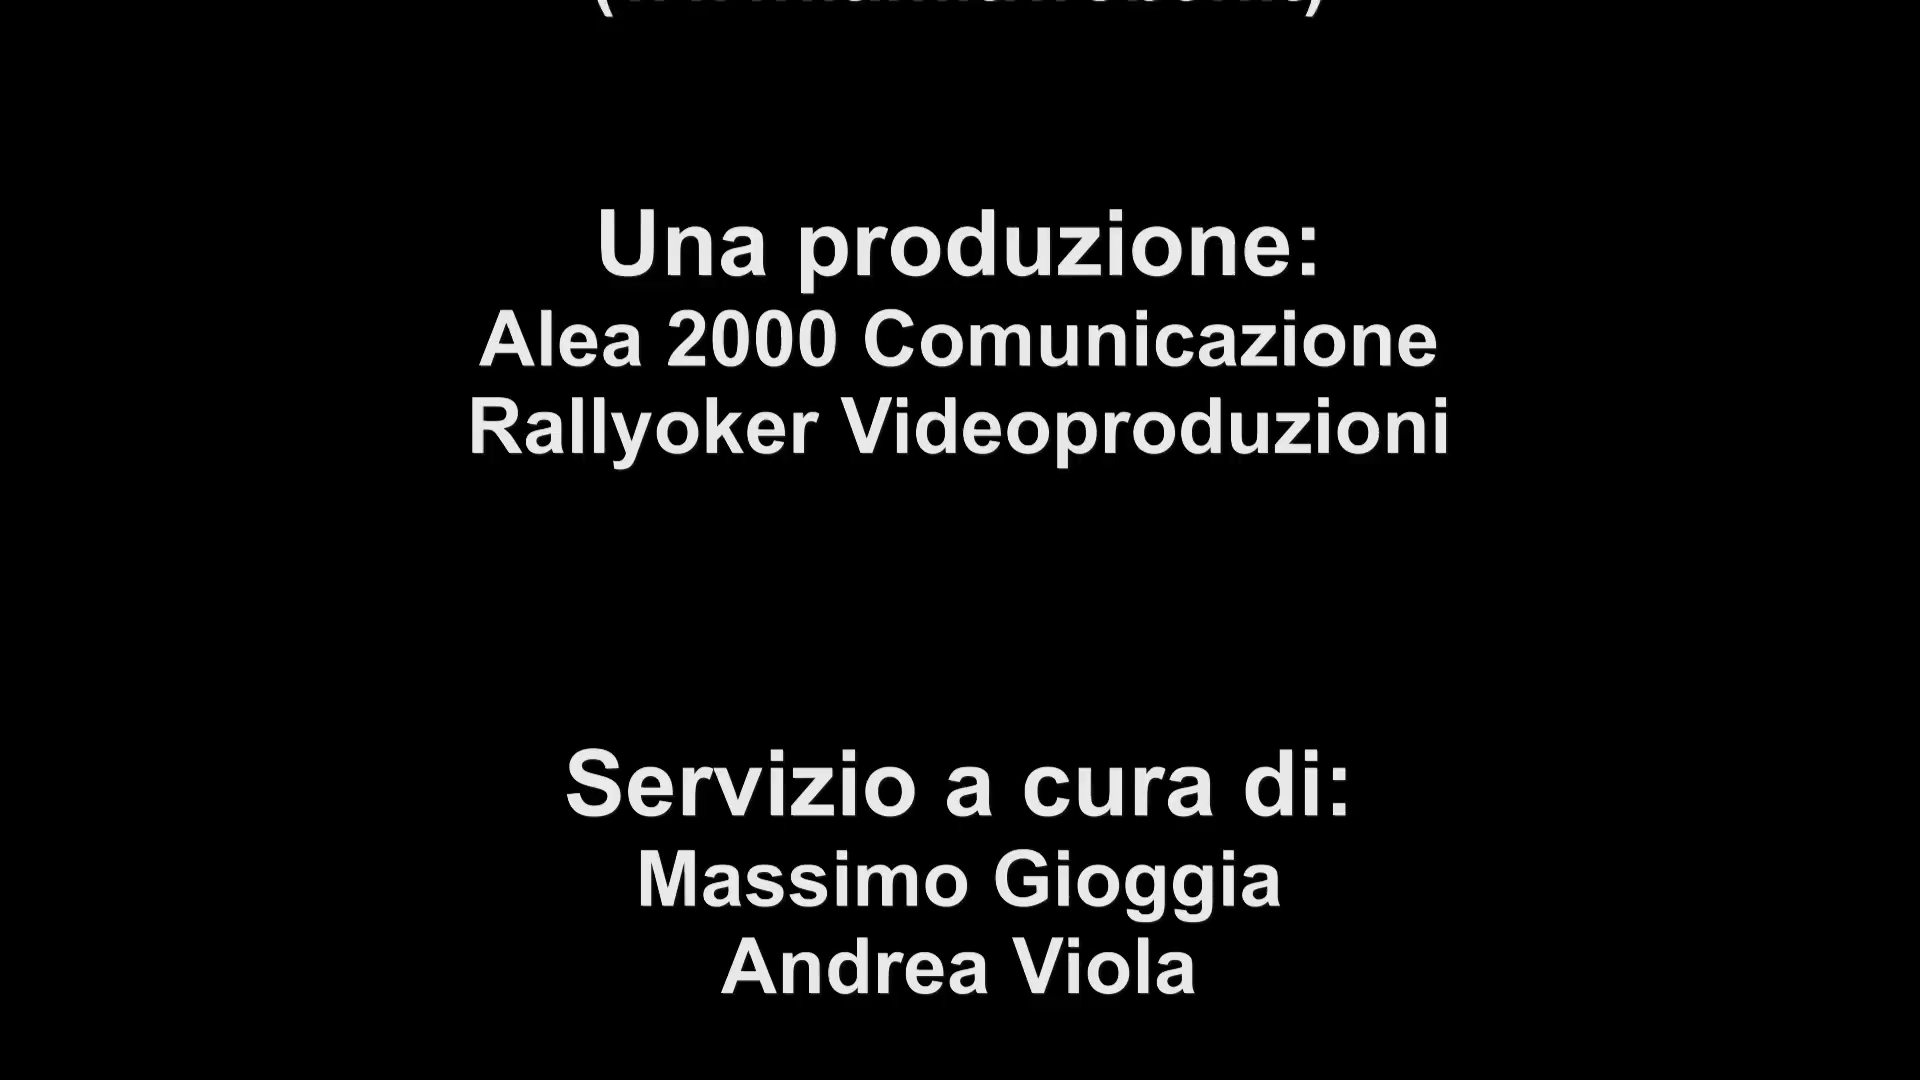 Una produzione:
Alea 2000 Comunicazione
Rallyoker Videoproduzioni
Servizio a cura di:
Massimo Gioggia
Andrea Viola